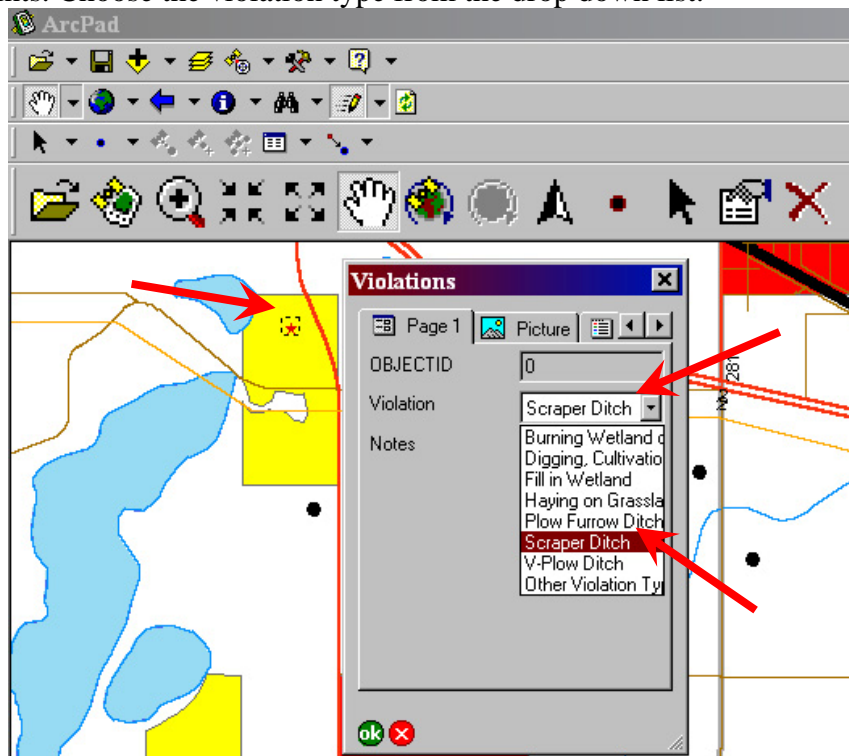 Choose the violation type from the drop down list.
ArcPad
Violations
Page 1
Picture
OBJECTID
0
Violation
Scraper Ditch
Notes
Burning Wetland
Digging, Cultivatio
Fill in Wetland
Haying on Grassla
Plow Furrow Ditch
Scraper Ditch
V-Plow Ditch
Other Violation Typ
ok
281